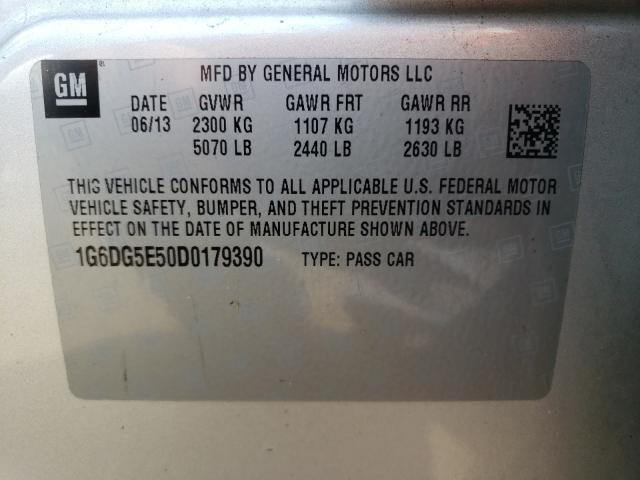 GM ®
MFD BY GENERAL MOTORS LLC
DATE GVWR GAWR FRT GAWR RR
06/13 2300 KG 1107 KG 1193 KG
5070 LB 2440 LB 2630 LB
THIS VEHICLE CONFORMS TO ALL APPLICABLE U.S. FEDERAL MOTOR
VEHICLE SAFETY, BUMPER, AND THEFT PREVENTION STANDARDS IN
EFFECT ON THE DATE OF MANUFACTURE SHOWN ABOVE.
1G6DG5E50D0179390 TYPE: PASS CAR